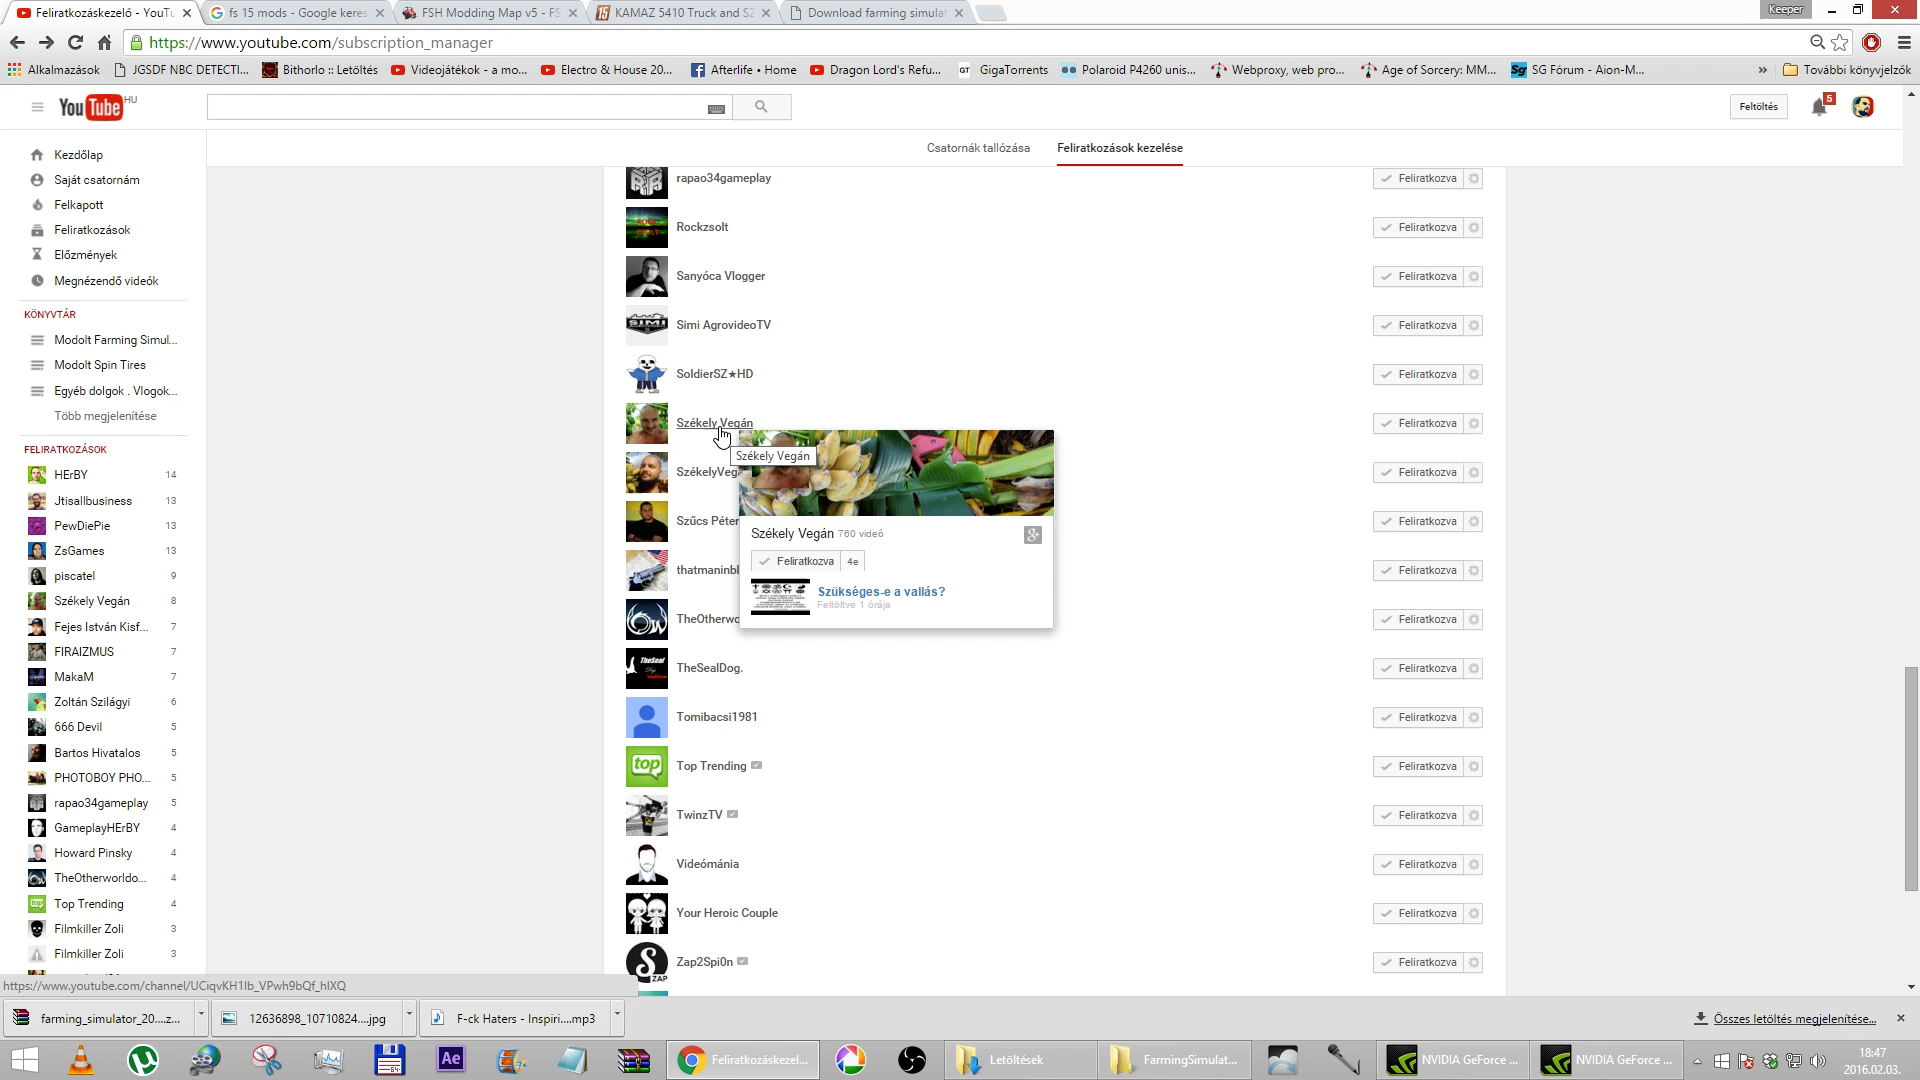 Feliratkozáskezelő - YouTu
fs 15 mods - Google keres
FSH Modding Map v5 - FS
KAMAZ 5410 Truck and SZ
Download farming simulat
Keeper
https://www.youtube.com/subscription_manager
Alkalmazások
JGSDF NBC DETECTI...
Bithorlo :: Letöltés
Videojátékok - a mo...
Electro & House 20...
Afterlife • Home
Dragon Lord's Refu...
GT GigaTorrents
Polaroid P4260 unis...
Webproxy, web pro...
Age of Sorcery: MM...
Sg SG Fórum - Aion-M...
»
További könyvjelzők
YouTube HU
Feltöltés
5
Csatornák tallózása
Feliratkozások kezelése
Kezdőlap
Saját csatornám
Felkapott
Feliratkozások
Előzmények
Megnézendő videók
KÖNYVTÁR
Modolt Farming Simul...
Modolt Spin Tires
Egyéb dolgok . Vlogok...
Több megjelenítése
FELIRATKOZÁSOK
HErBY 14
Jtisallbusiness 13
PewDiePie 13
ZsGames 13
piscatel 9
Székely Vegán 8
Fejes István Kisf... 7
FIRAIZMUS 7
MakaM 7
Zoltán Szilágyi 6
666 Devil 5
Bartos Hivatalos 5
PHOTOBOY PHO... 5
rapao34gameplay 5
GameplayHErBY 4
Howard Pinsky 4
TheOtherworldo... 4
Top Trending 4
Filmkiller Zoli 3
Filmkiller Zoli 3
rapao34gameplay Feliratkozva
Rockzsolt Feliratkozva
Sanyóca Vlogger Feliratkozva
Simi AgrovideoTV Feliratkozva
SoldierSZ★HD Feliratkozva
Székely Vegán Feliratkozva
SzékelyVega Feliratkozva
Szűcs Péter Feliratkozva
thatmaninbl Feliratkozva
TheOtherwo Feliratkozva
TheSealDog. Feliratkozva
Tomibacsi1981 Feliratkozva
top Top Trending Feliratkozva
TwinzTV Feliratkozva
Videómánia Feliratkozva
Your Heroic Couple Feliratkozva
Zap2Spi0n Feliratkozva
Székely Vegán
Székely Vegán 760 videó
Feliratkozva 4e
Szükséges-e a vallás?
Feltöltve 1 órája
https://www.youtube.com/channel/UCiqvKH1Ib_VPwh9bQf_hIXQ
farming_simulator_20....z...
12636898_10710824....jpg
F-ck Haters - Inspiri....mp3
Összes letöltés megjelenítése...
Ae
Feliratkozáskezel...
Letöltések
FarmingSimulat...
NVIDIA GeForce ...
NVIDIA GeForce ...
18:47
2016.02.03.